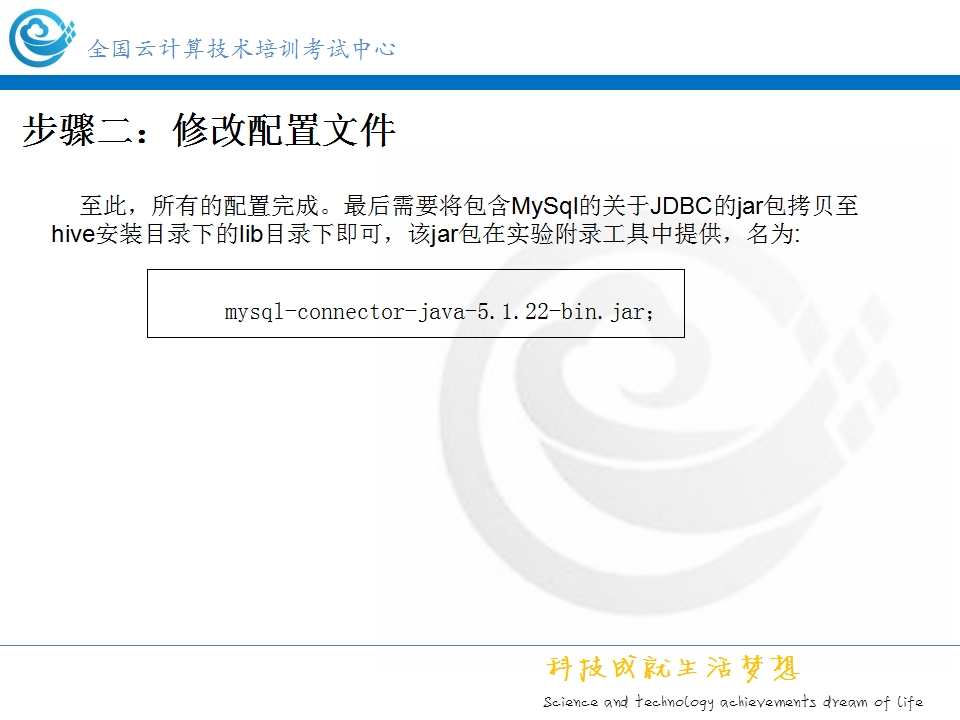 全国云计算技术培训考试中心
步骤二：修改配置文件
至此，所有的配置完成。最后需要将包含MySql的关于JDBC的jar包拷贝至
hive安装目录下的lib目录下即可，该jar包在实验附录工具中提供，名为:
mysql-connector-java-5.1.22-bin.jar；
科技成就生活梦想
Science and technology achievements dream of life